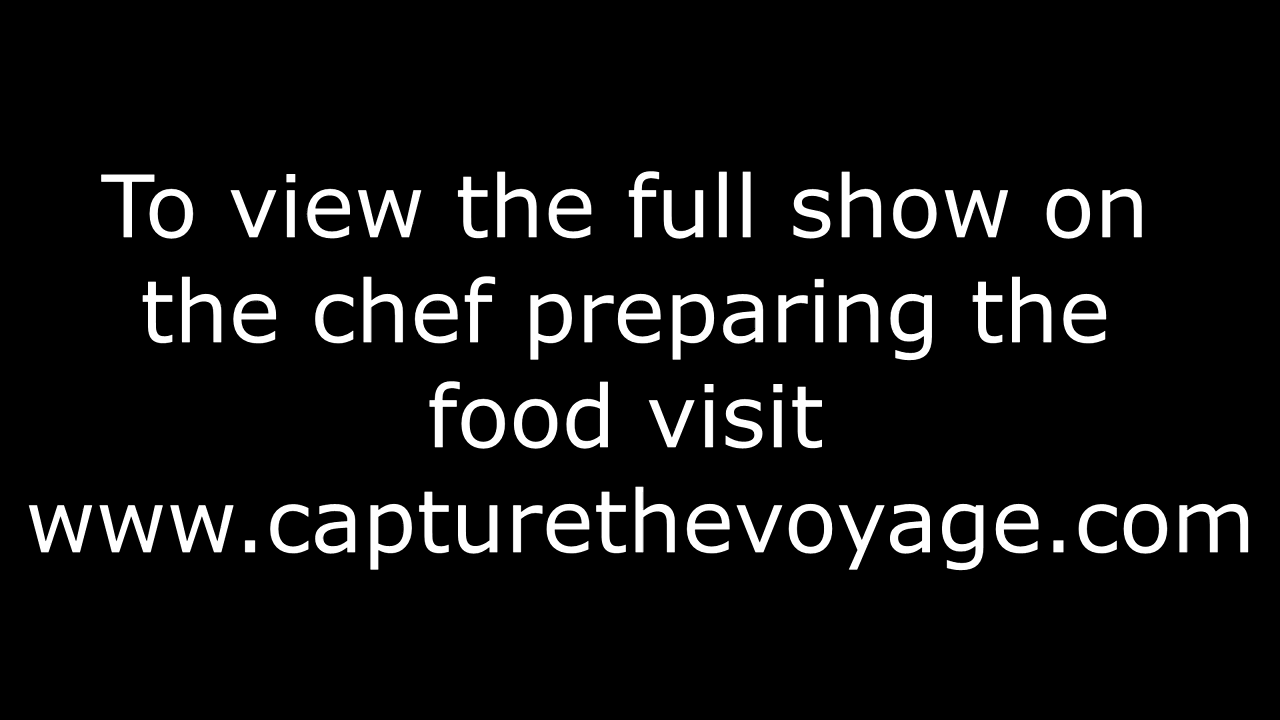 To view the full show on
the chef preparing the
food visit
www.capturethevoyage.com